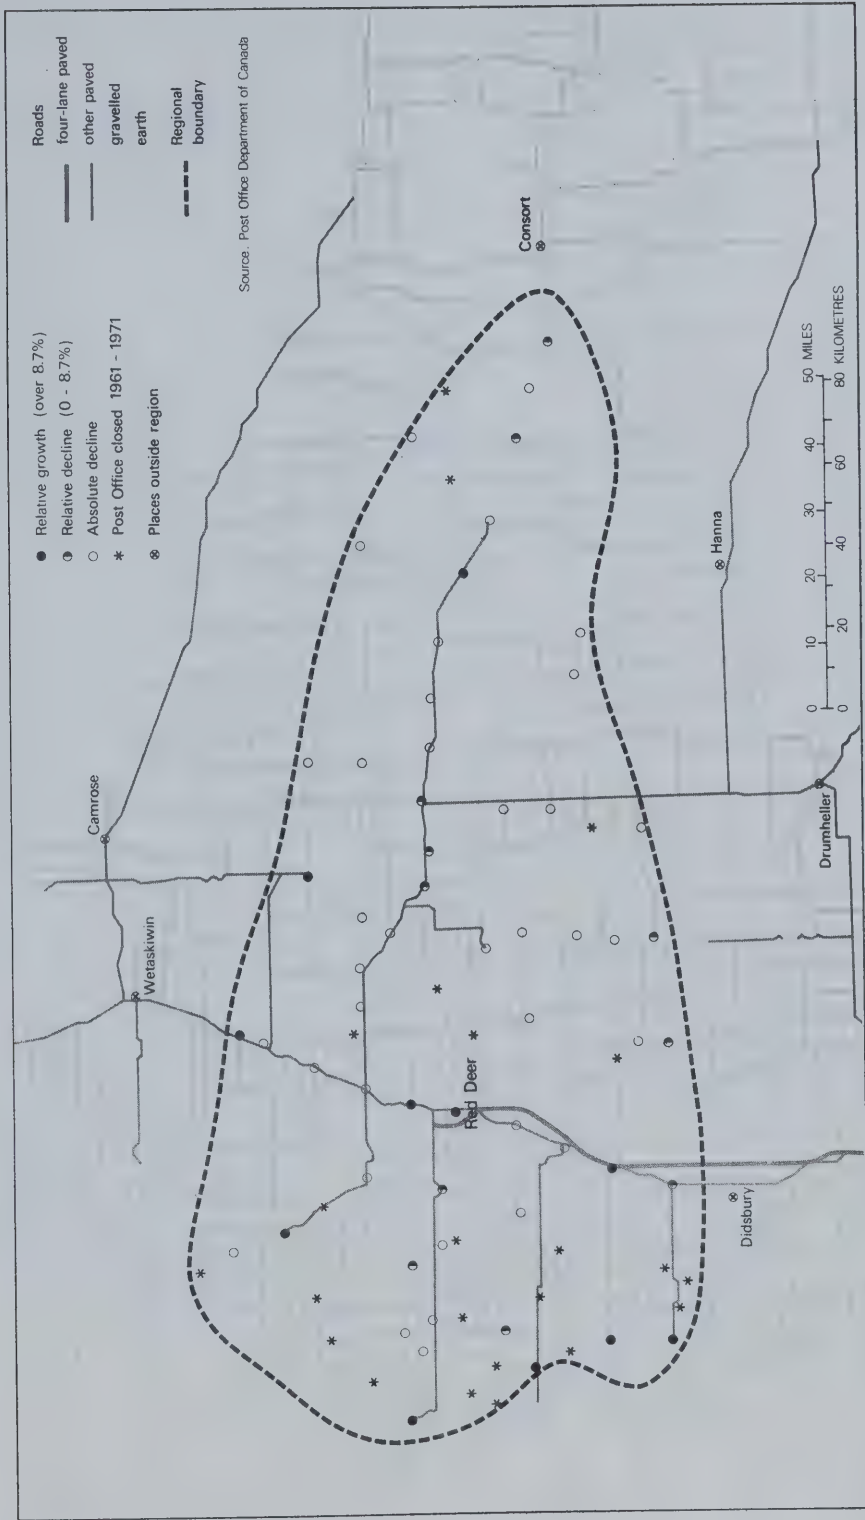 Relative growth (over 8.7%)
Relative decline (0 - 8.7%)
Absolute decline
Post Office closed 1961 - 1971
Places outside region
Roads
four-lane paved
other paved
gravelled
earth
Regional
boundary
Source. Post Office Department of Canada
Camrose
Wetaskiwin
Red Deer
Consort
Hanna
Drumheller
Didsbury
0 10 20 30 40 50 MILES
0 20 40 60 80 KILOMETRES